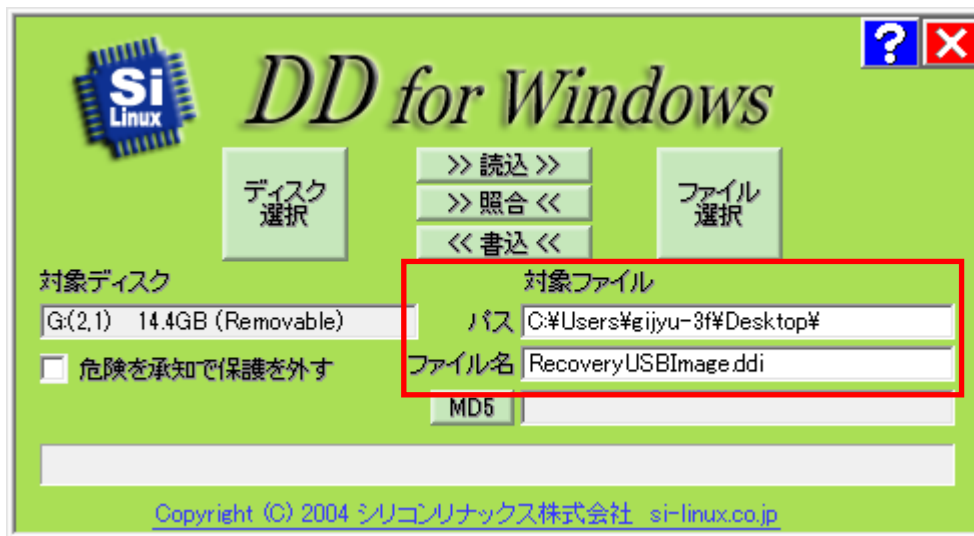 Si
Linux
DD for Windows
?
ディスク
選択
>> 読込 >>
>> 照合 <<
<< 書込 <<
ファイル
選択
対象ディスク
対象ファイル
G:(2,1) 14.4GB (Removable)
パス C:¥Users¥gijyu-3f¥Desktop¥
危険を承知で保護を外す
ファイル名 RecoveryUSBImage.ddi
MD5
Copyright (C) 2004 シリコンリナックス株式会社 si-linux.co.jp